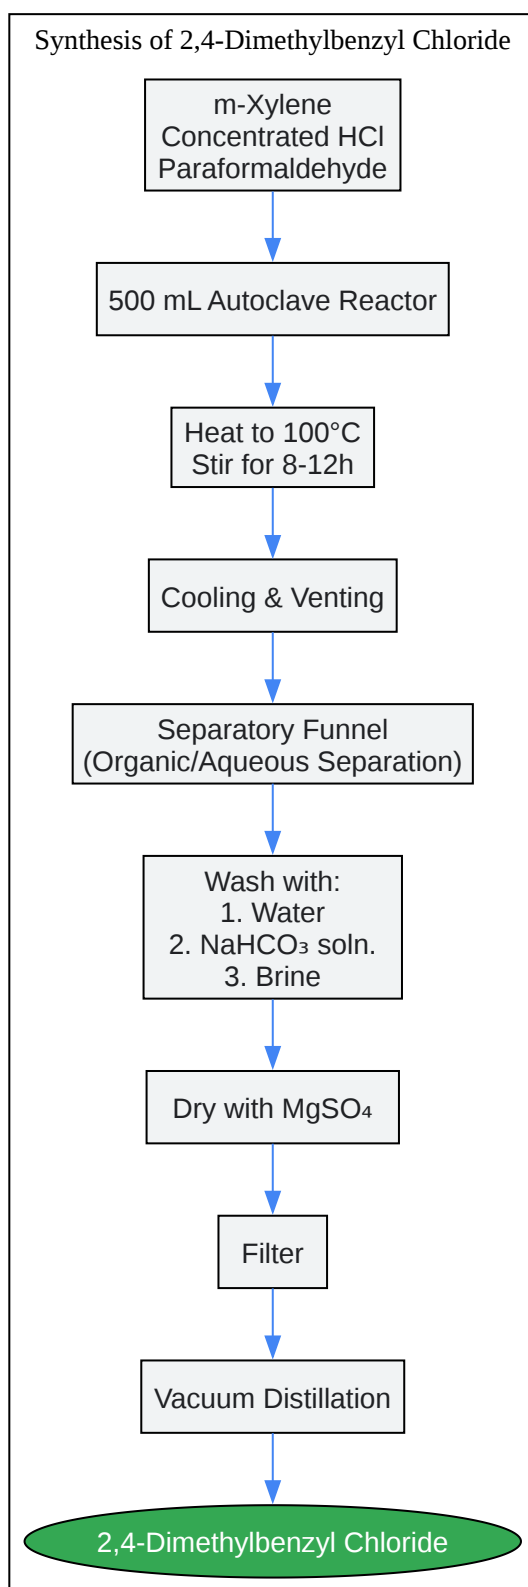 Synthesis of 2,4-Dimethylbenzyl Chloride
m-Xylene
Concentrated HCl
Paraformaldehyde
500 mL Autoclave Reactor
Heat to 100°C
Stir for 8-12h
Cooling & Venting
Separatory Funnel
(Organic/Aqueous Separation)
Wash with:
1. Water
2. NaHCO₃ soln.
3. Brine
Dry with MgSO₄
Filter
Vacuum Distillation
2,4-Dimethylbenzyl Chloride